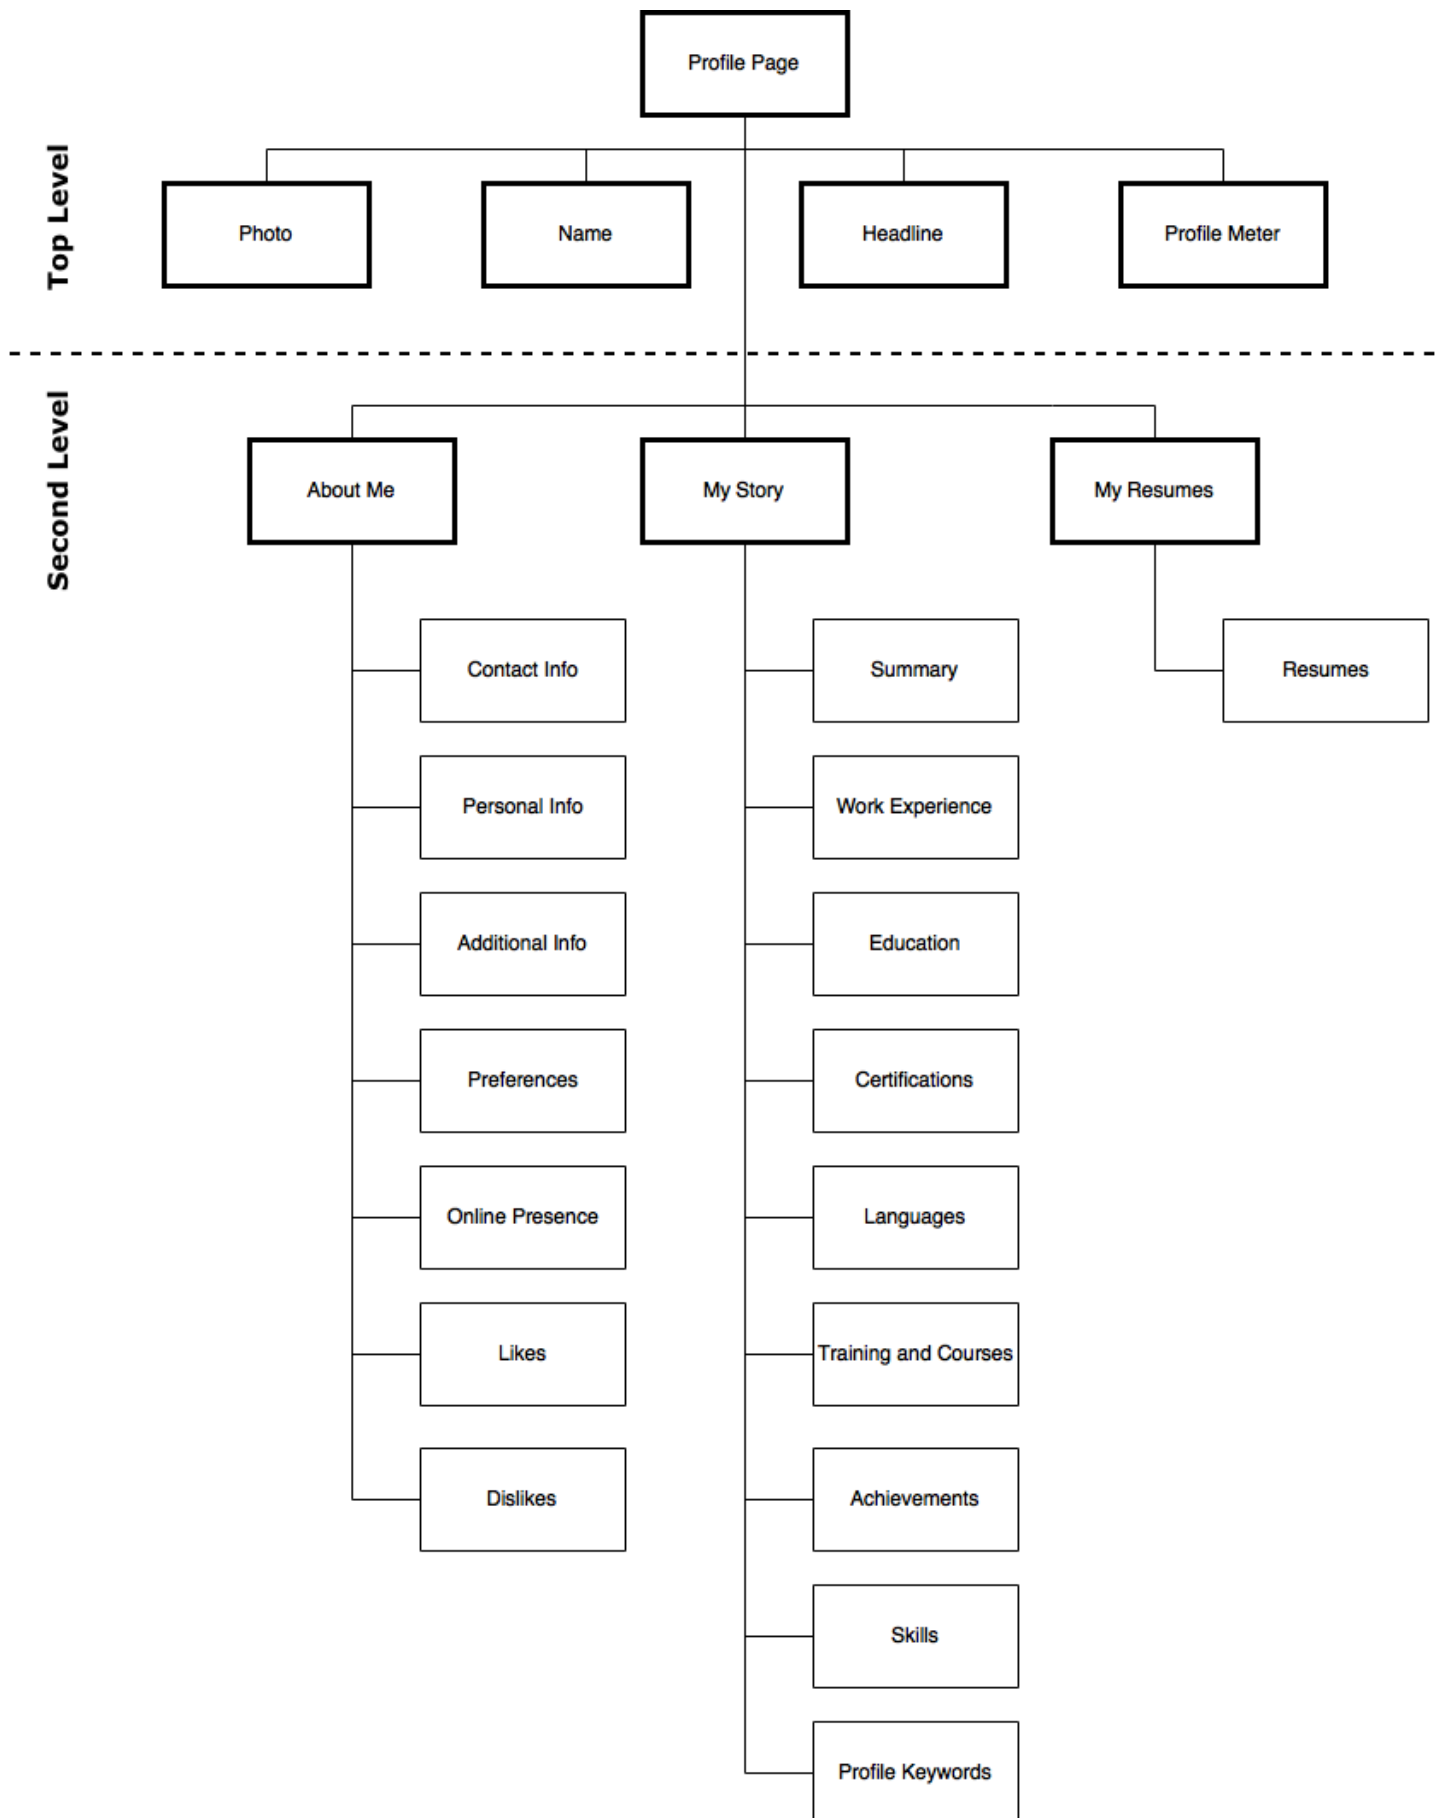 Profile Page
Top Level
Photo
Name
Headline
Profile Meter
Second Level
About Me
My Story
My Resumes
Contact Info
Summary
Resumes
Personal Info
Work Experience
Additional Info
Education
Preferences
Certifications
Online Presence
Languages
Likes
Training and Courses
Dislikes
Achievements
Skills
Profile Keywords